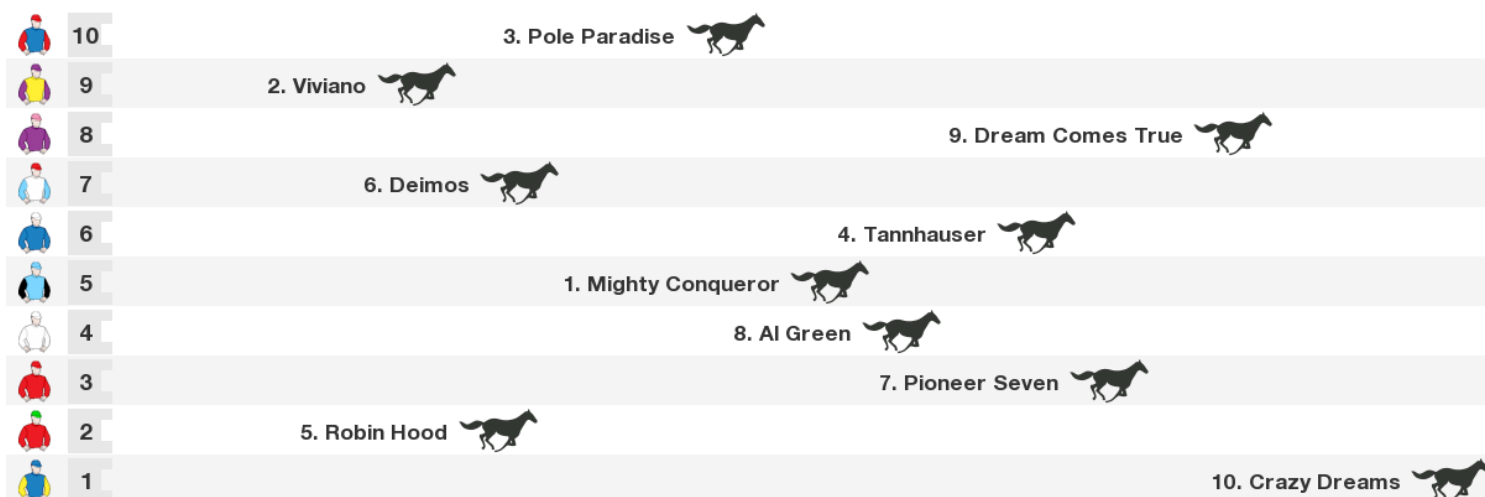 10 3. Pole Paradise
9 2. Viviano
8 9. Dream Comes True
7 6. Deimos
6 4. Tannhauser
5 1. Mighty Conqueror
4 8. Al Green
3 7. Pioneer Seven
2 5. Robin Hood
1 10. Crazy Dreams